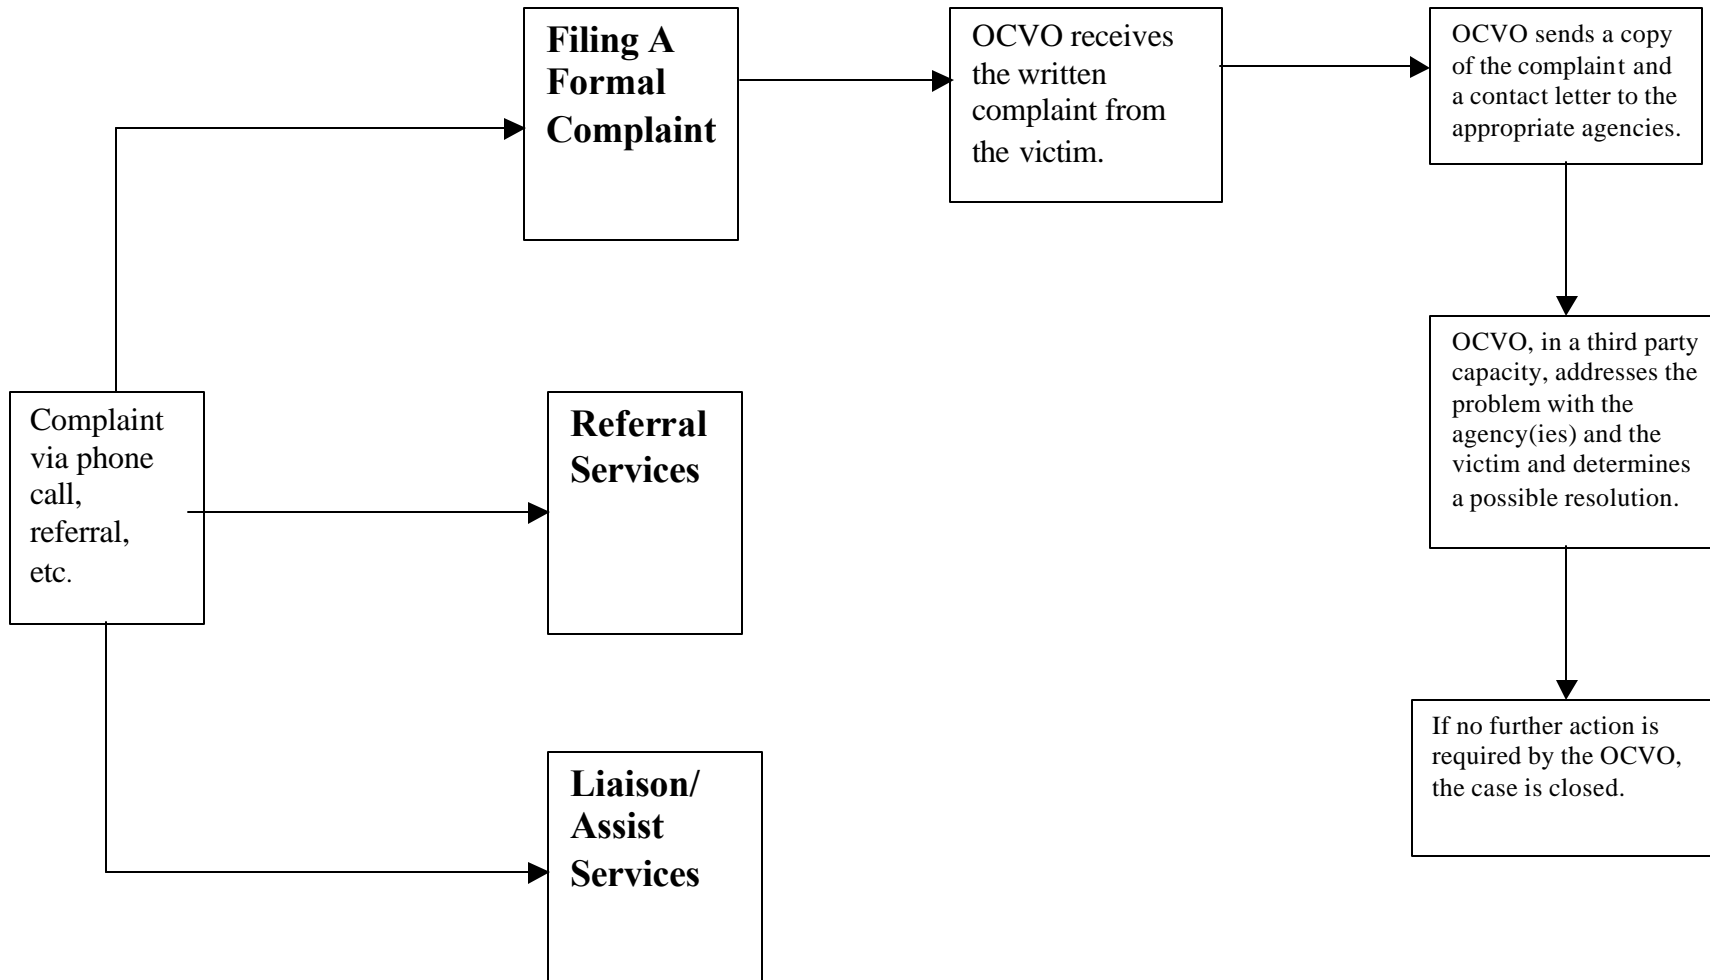 Filing A
Formal
Complaint
OCVO receives
the written
complaint from
the victim.
OCVO sends a copy
of the complaint and
a contact letter to the
appropriate agencies.
OCVO, in a third party
capacity, addresses the
problem with the
agency(ies) and the
victim and determines
a possible resolution.
If no further action is
required by the OCVO,
the case is closed.
Complaint
via phone
call,
referral,
etc.
Referral
Services
Liaison/
Assist
Services